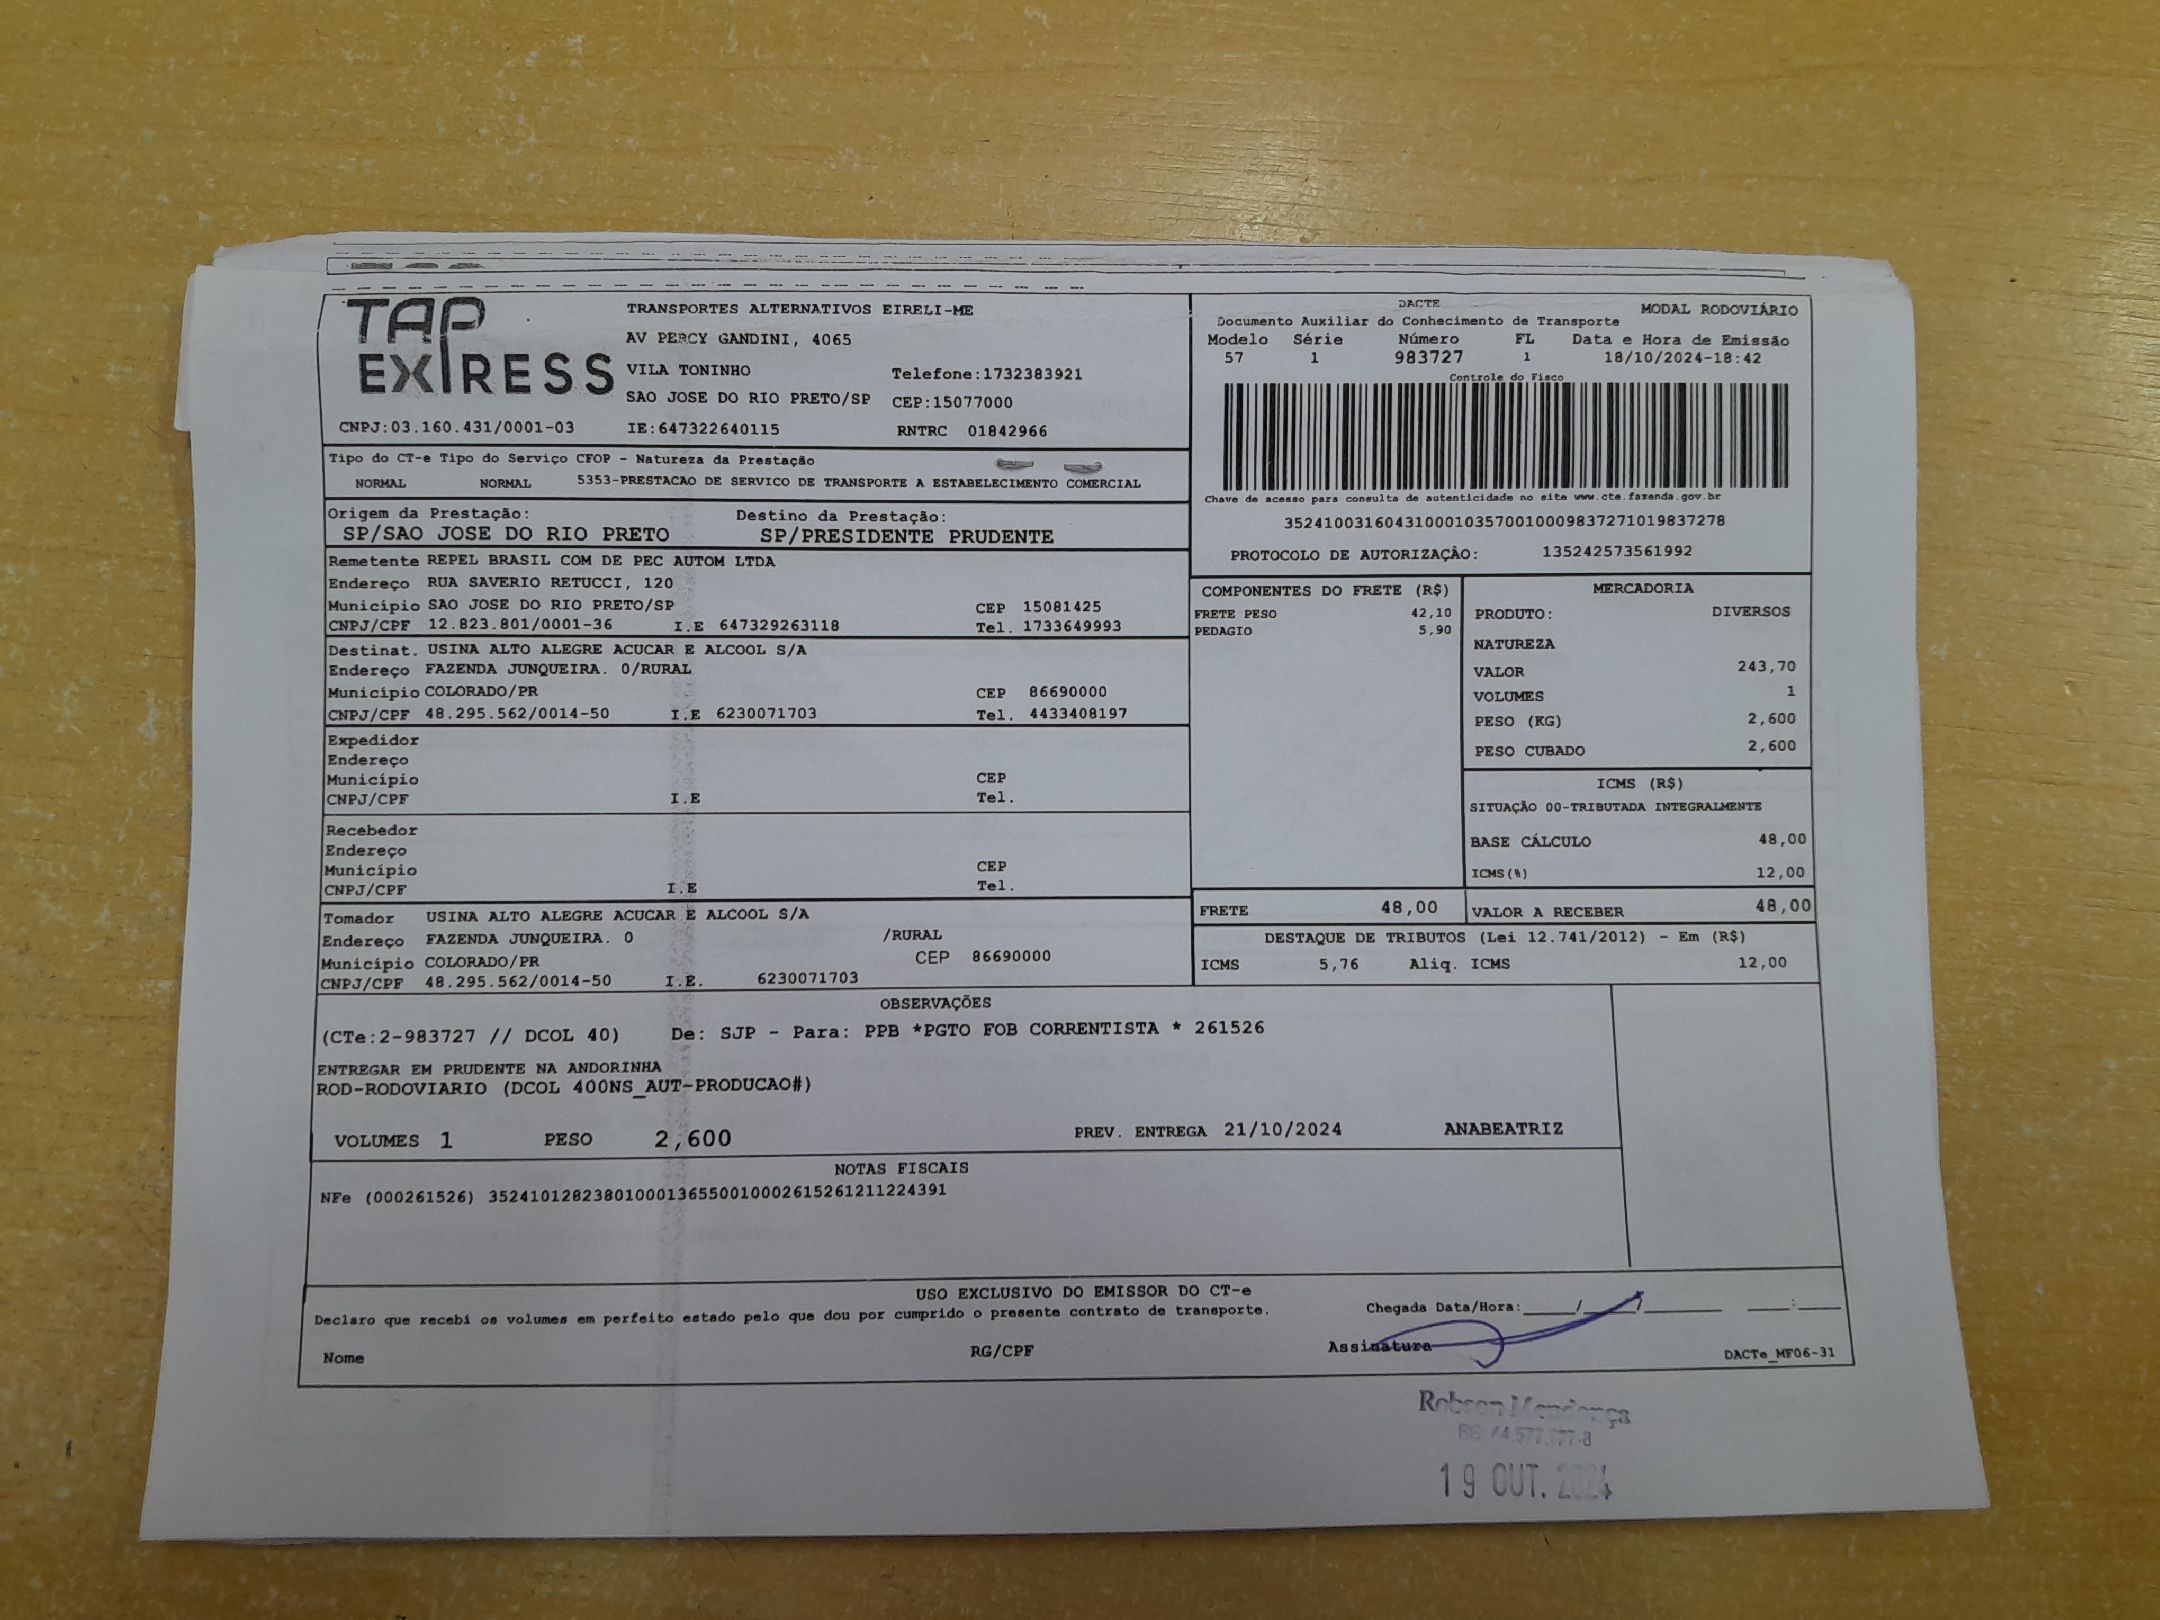 TAP EXPRESS
TRANSPORTES ALTERNATIVOS EIRELI-ME
AV PERCY GANDINI, 4065
VILA TONINHO Telefone:1732383921
SAO JOSE DO RIO PRETO/SP CEP:15077000
CNPJ:03.160.431/0001-03 IE:647322640115 RNTRC 01842966
DACTE MODAL RODOVIÁRIO
Documento Auxiliar do Conhecimento de Transporte
Modelo Série Número FL Data e Hora de Emissão
57 1 983727 1 18/10/2024-18:42
Controle do Fisco
Chave de acesso para consulta de autenticidade no site www.cte.fazenda.gov.br
35241003160431000103570010009837271019837278
PROTOCOLO DE AUTORIZAÇÂO: 135242573561992
Tipo do CT-e Tipo do Serviço CFOP - Natureza da Prestação
NORMAL NORMAL 5353-PRESTACAO DE SERVICO DE TRANSPORTE A ESTABELECIMENTO COMERCIAL
Origem da Prestação: Destino da Prestação:
SP/SAO JOSE DO RIO PRETO SP/PRESIDENTE PRUDENTE
Remetente REPEL BRASIL COM DE PEC AUTOM LTDA
Endereço RUA SAVERIO RETUCCI, 120
Município SAO JOSE DO RIO PRETO/SP CEP 15081425
CNPJ/CPF 12.823.801/0001-36 I.E 647329263118 Tel. 1733649993
Destinat. USINA ALTO ALEGRE ACUCAR E ALCOOL S/A
Endereço FAZENDA JUNQUEIRA. 0/RURAL
Município COLORADO/PR CEP 86690000
CNPJ/CPF 48.295.562/0014-50 I.E 6230071703 Tel. 4433408197
Expedidor
Endereço
Município CEP
CNPJ/CPF I.E Tel.
Recebedor
Endereço
Município CEP
CNPJ/CPF I.E Tel.
Tomador USINA ALTO ALEGRE ACUCAR E ALCOOL S/A
Endereço FAZENDA JUNQUEIRA. 0 /RURAL
Município COLORADO/PR CEP 86690000
CNPJ/CPF 48.295.562/0014-50 I.E. 6230071703
COMPONENTES DO FRETE (R$)
FRETE PESO 42,10
PEDAGIO 5,90
MERCADORIA
PRODUTO: DIVERSOS
NATUREZA
VALOR 243,70
VOLUMES 1
PESO (KG) 2,600
PESO CUBADO 2,600
ICMS (R$)
SITUAÇÃO 00-TRIBUTADA INTEGRALMENTE
BASE CÁLCULO 48,00
ICMS(%) 12,00
FRETE 48,00 VALOR A RECEBER 48,00
DESTAQUE DE TRIBUTOS (Lei 12.741/2012) - Em (R$)
ICMS 5,76 Aliq. ICMS 12,00
OBSERVAÇÕES
(CTe:2-983727 // DCOL 40) De: SJP - Para: PPB *PGTO FOB CORRENTISTA * 261526
ENTREGAR EM PRUDENTE NA ANDORINHA
ROD-RODOVIARIO (DCOL 400NS_AUT-PRODUCAO#)
VOLUMES 1 PESO 2,600 PREV. ENTREGA 21/10/2024 ANABEATRIZ
NOTAS FISCAIS
NFe (000261526) 35241012823801000136550010002615261211224391
USO EXCLUSIVO DO EMISSOR DO CT-e
Declaro que recebi os volumes em perfeito estado pelo que dou por cumprido o presente contrato de transporte.
Chegada Data/Hora:____/____/______ ___:___
Nome RG/CPF Assinatura DACTe_MF06-31
Robson Mendonça
19 OUT. 2024